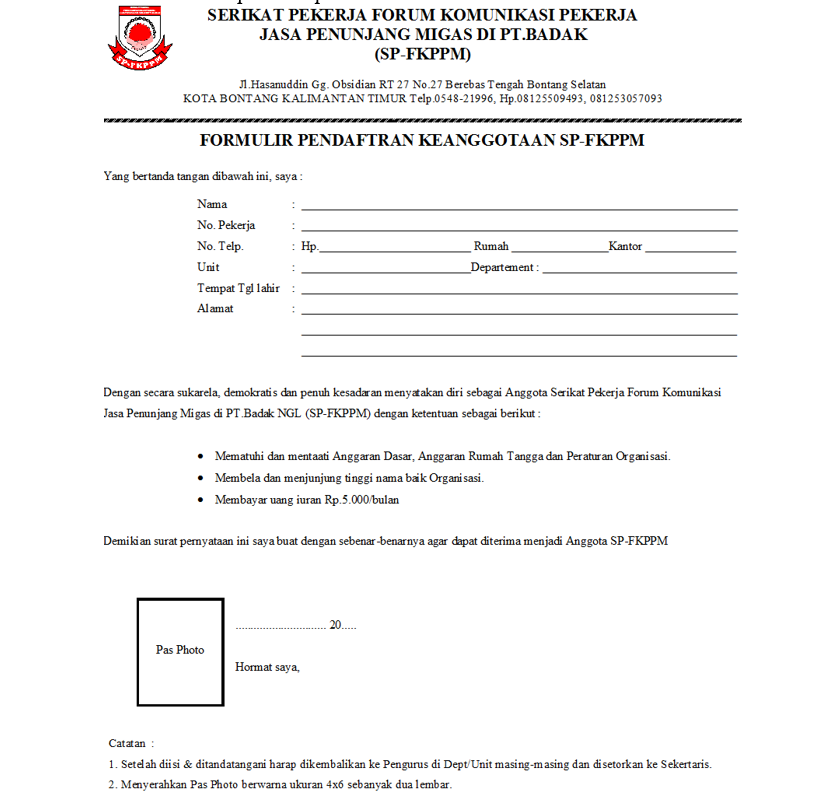 SERIKAT PEKERJA FORUM KOMUNIKASI PEKERJA
JASA PENUNJANG MIGAS DI PT.BADAK
(SP-FKPPM)
SP-FKPPM
Jl.Hasanuddin Gg. Obsidian RT 27 No.27 Berebas Tengah Bontang Selatan
KOTA BONTANG KALIMANTAN TIMUR Telp.0548-21996, Hp.08125509493, 081253057093
FORMULIR PENDAFTRAN KEANGGOTAAN SP-FKPPM
Yang bertanda tangan dibawah ini, saya :
Nama :
No. Pekerja :
No. Telp. : Hp. Rumah Kantor
Unit : Departement :
Tempat Tgl lahir :
Alamat :
Dengan secara sukarela, demokratis dan penuh kesadaran menyatakan diri sebagai Anggota Serikat Pekerja Forum Komunikasi
Jasa Penunjang Migas di PT.Badak NGL (SP-FKPPM) dengan ketentuan sebagai berikut :
• Mematuhi dan mentaati Anggaran Dasar, Anggaran Rumah Tangga dan Peraturan Organisasi.
• Membela dan menjunjung tinggi nama baik Organisasi.
• Membayar uang iuran Rp.5.000/bulan
Demikian surat pernyataan ini saya buat dengan sebenar-benarnya agar dapat diterima menjadi Anggota SP-FKPPM
.............................. 20.....
Pas Photo
Hormat saya,
Catatan :
1. Setelah diisi & ditandatangani harap dikembalikan ke Pengurus di Dept/Unit masing-masing dan disetorkan ke Sekertaris.
2. Menyerahkan Pas Photo berwarna ukuran 4x6 sebanyak dua lembar.